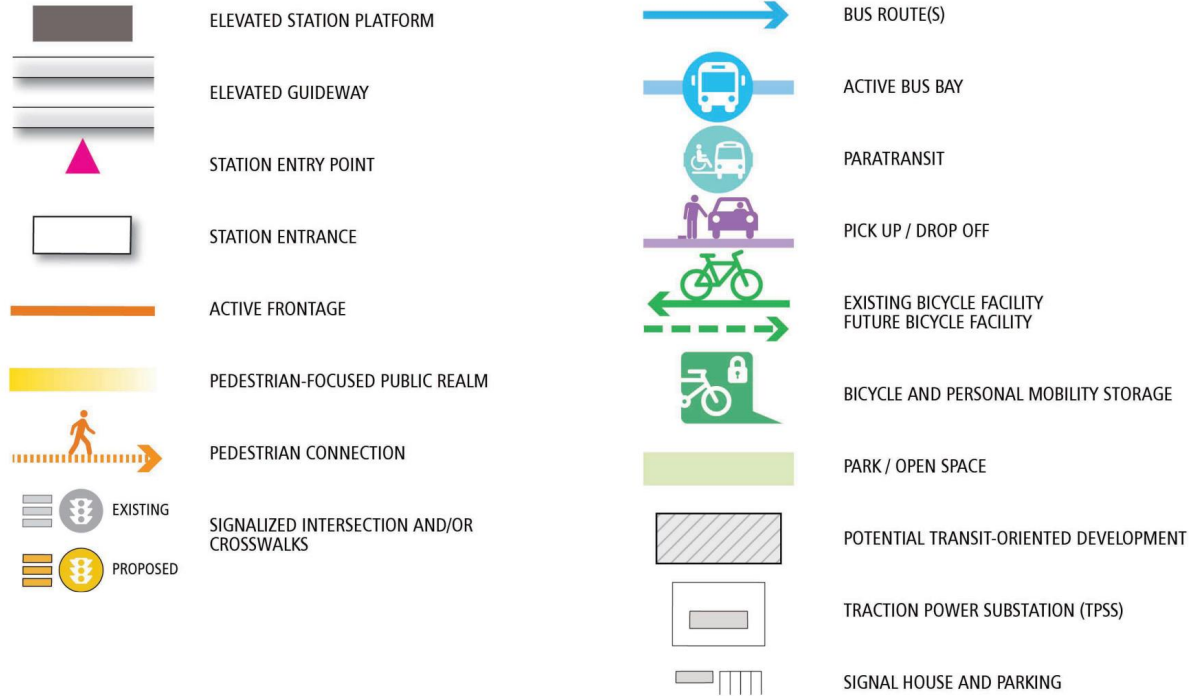 ELEVATED STATION PLATFORM
ELEVATED GUIDEWAY
STATION ENTRY POINT
STATION ENTRANCE
ACTIVE FRONTAGE
PEDESTRIAN-FOCUSED PUBLIC REALM
PEDESTRIAN CONNECTION
EXISTING
PROPOSED
SIGNALIZED INTERSECTION AND/OR
CROSSWALKS
BUS ROUTE(S)
ACTIVE BUS BAY
PARATRANSIT
PICK UP / DROP OFF
EXISTING BICYCLE FACILITY
FUTURE BICYCLE FACILITY
BICYCLE AND PERSONAL MOBILITY STORAGE
PARK / OPEN SPACE
POTENTIAL TRANSIT-ORIENTED DEVELOPMENT
TRACTION POWER SUBSTATION (TPSS)
SIGNAL HOUSE AND PARKING